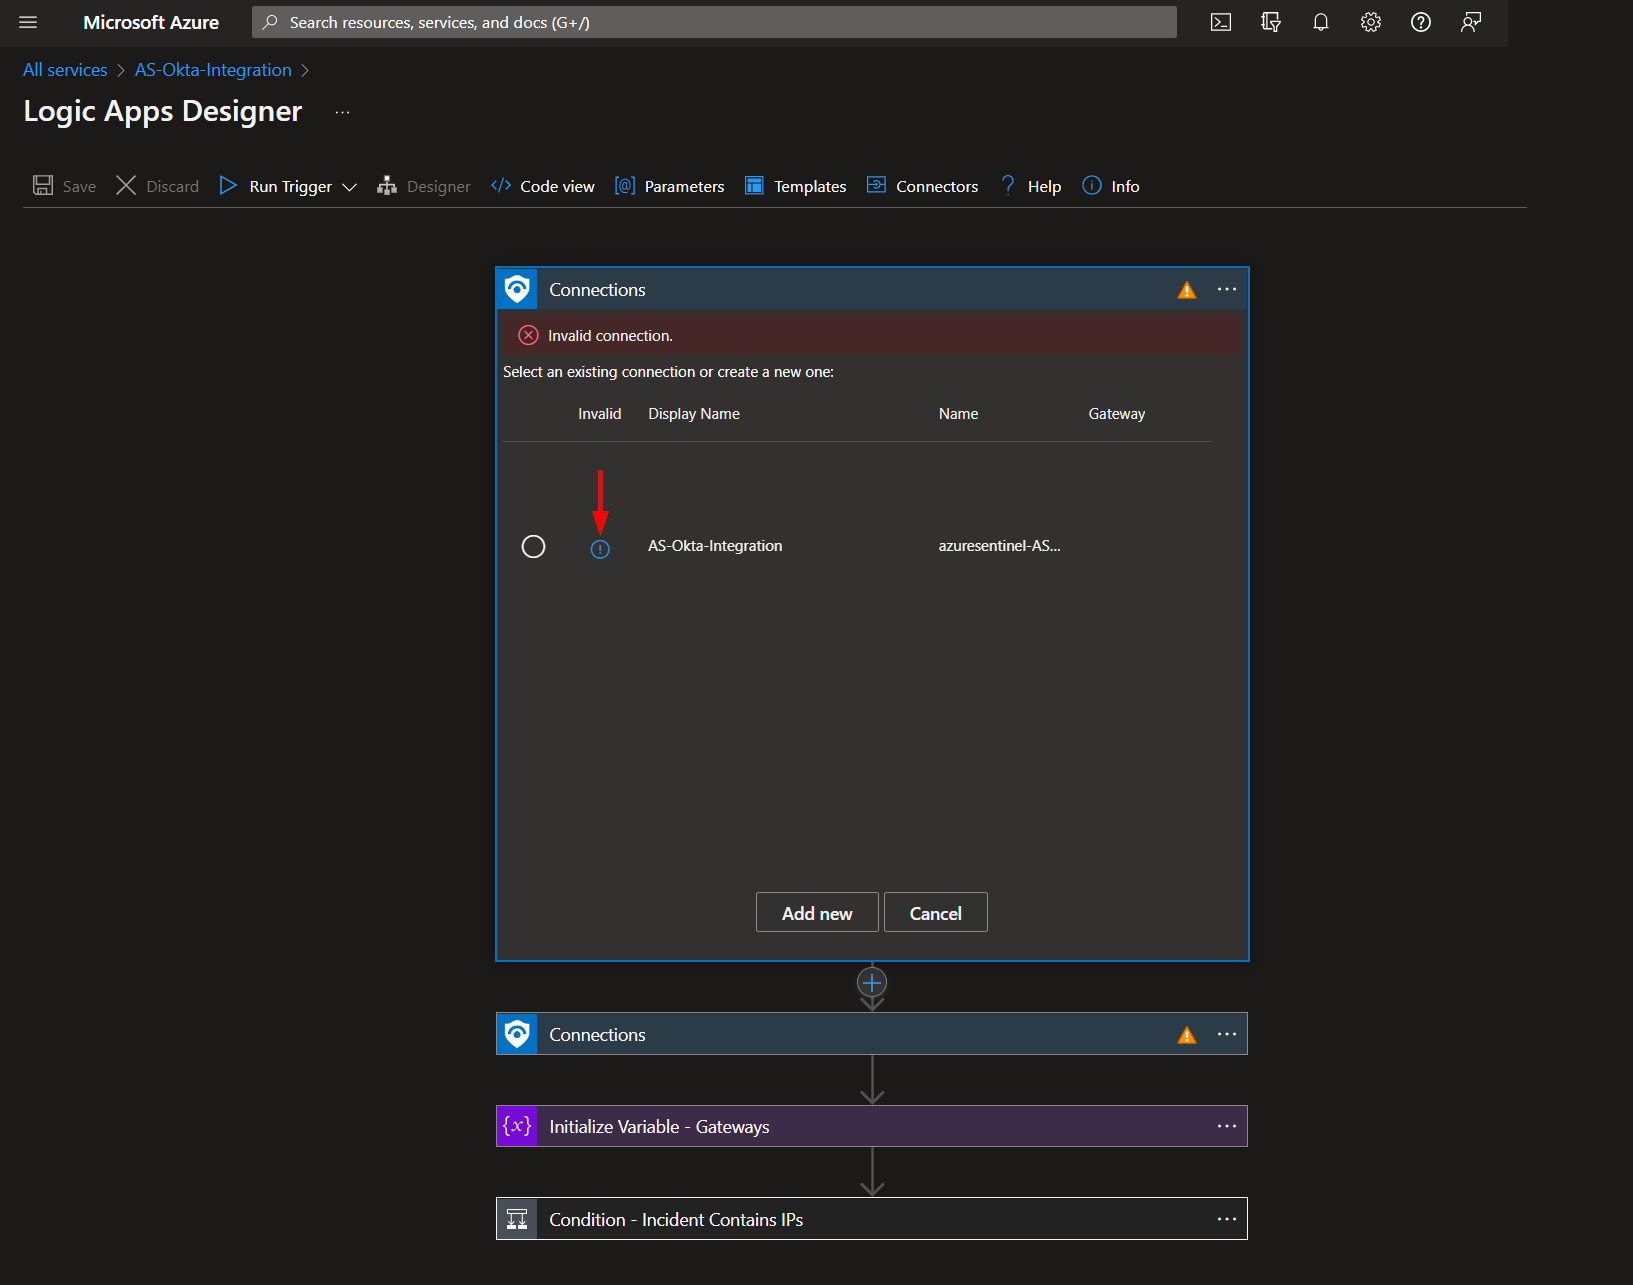 Microsoft Azure
Search resources, services, and docs (G+/)
All services > AS-Okta-Integration >
Logic Apps Designer ...
Save Discard Run Trigger Designer Code view Parameters Templates Connectors Help Info
Connections
Invalid connection.
Select an existing connection or create a new one:
Invalid Display Name Name Gateway
AS-Okta-Integration azuresentinel-AS...
Add new Cancel
Connections
{x} Initialize Variable - Gateways
Condition - Incident Contains IPs